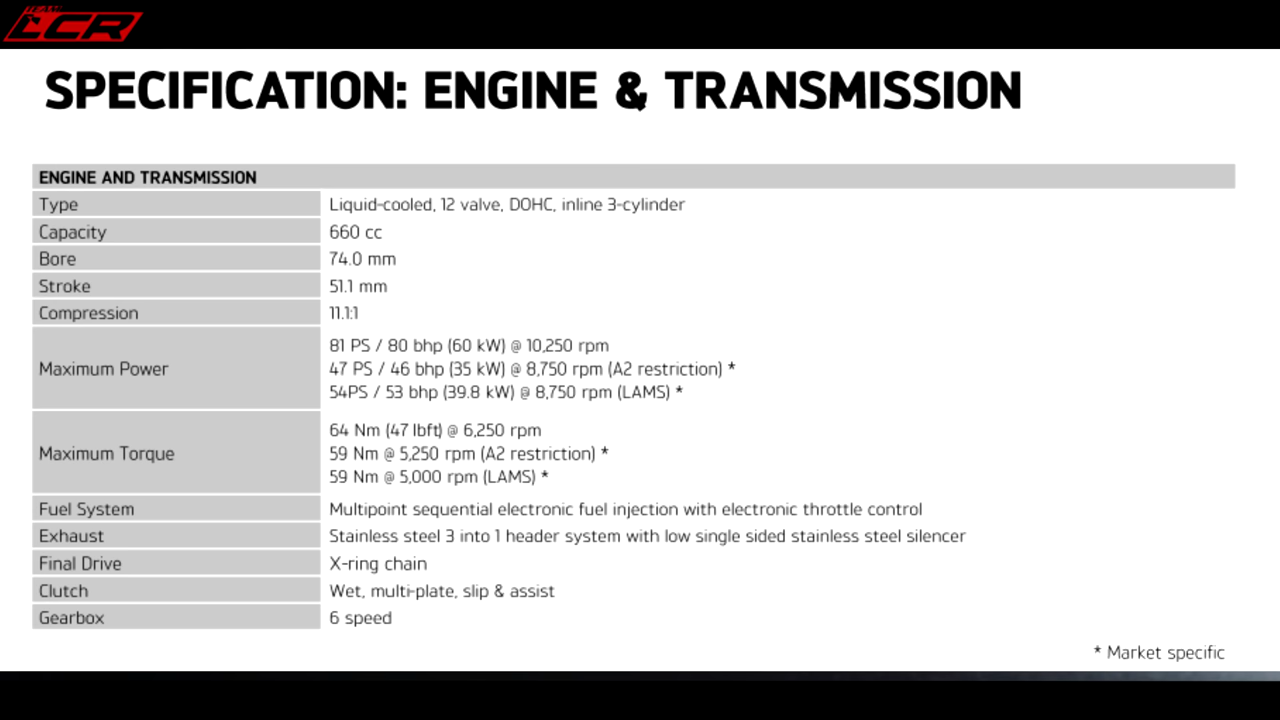 TEAM
LCR
SPECIFICATION: ENGINE & TRANSMISSION
ENGINE AND TRANSMISSION
Type Liquid-cooled, 12 valve, DOHC, inline 3-cylinder
Capacity 660 cc
Bore 74.0 mm
Stroke 51.1 mm
Compression 11.1:1
Maximum Power
81 PS / 80 bhp (60 kW) @ 10,250 rpm
47 PS / 46 bhp (35 kW) @ 8,750 rpm (A2 restriction) *
54PS / 53 bhp (39.8 kW) @ 8,750 rpm (LAMS) *
Maximum Torque
64 Nm (47 lbft) @ 6,250 rpm
59 Nm @ 5,250 rpm (A2 restriction) *
59 Nm @ 5,000 rpm (LAMS) *
Fuel System Multipoint sequential electronic fuel injection with electronic throttle control
Exhaust Stainless steel 3 into 1 header system with low single sided stainless steel silencer
Final Drive X-ring chain
Clutch Wet, multi-plate, slip & assist
Gearbox 6 speed
* Market specific